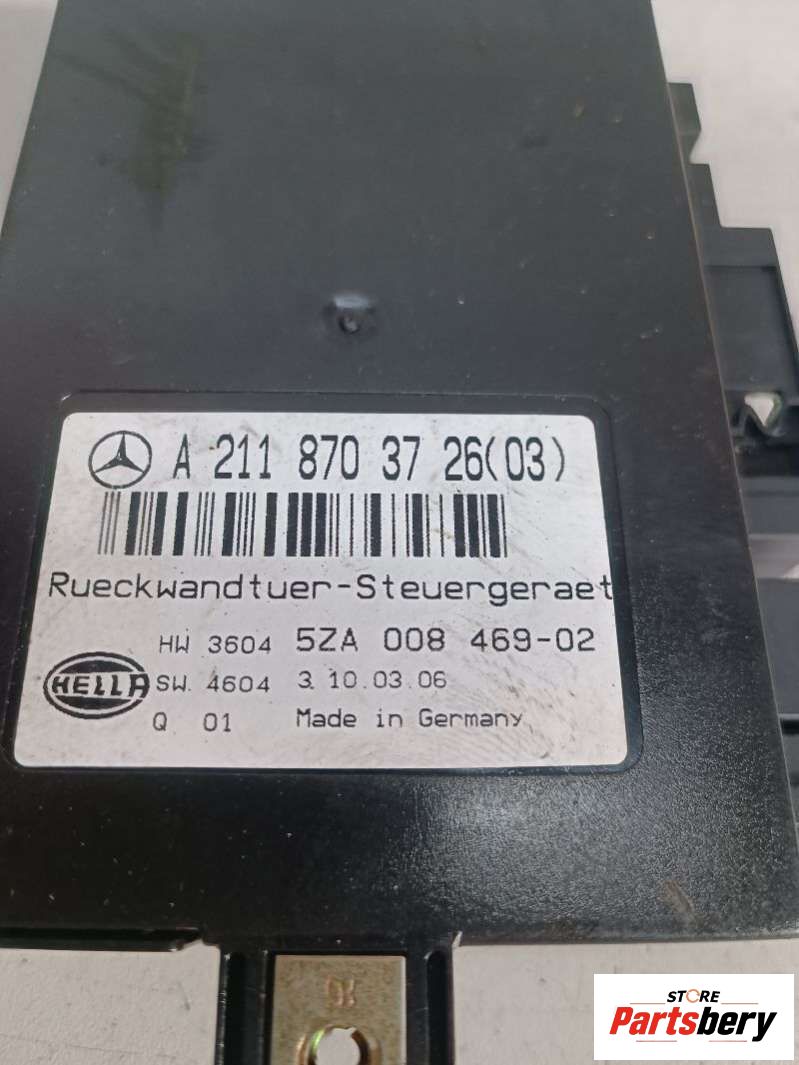 A 211 870 37 26(03)
Rueckwandtuer-Steuergeraet
HW 3604 5ZA 008 469-02
HELLA SW. 4604 3 10.03.06
Q 01 Made in Germany
STORE
Partsbery